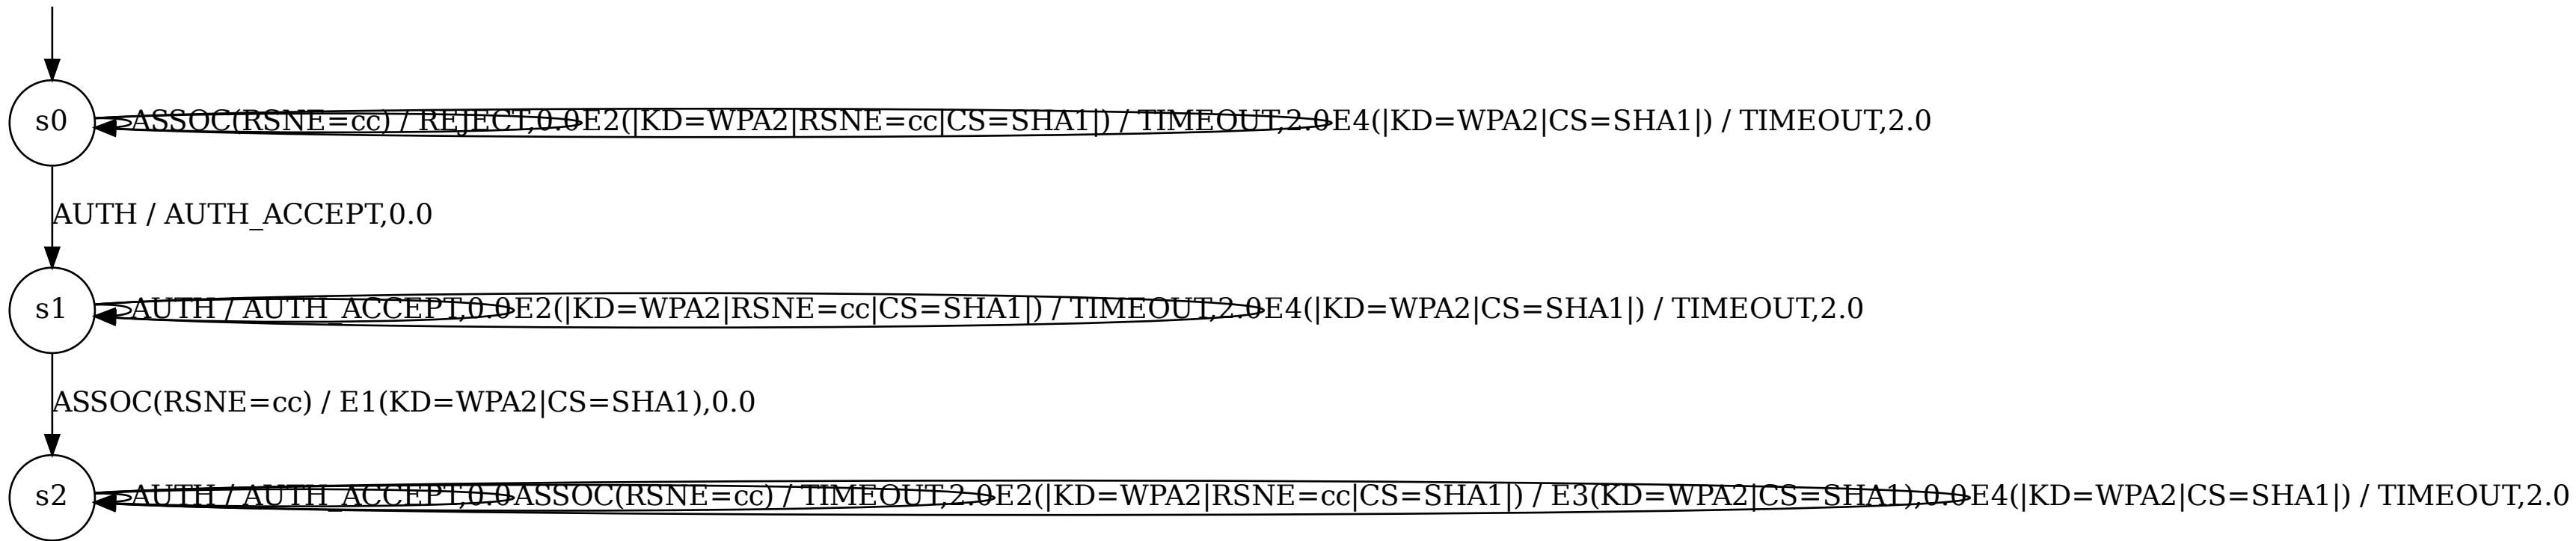 s0
ASSOC(RSNE=cc) / REJECT,0.0
E2(|KD=WPA2|RSNE=cc|CS=SHA1|) / TIMEOUT,2.0
E4(|KD=WPA2|CS=SHA1|) / TIMEOUT,2.0
AUTH / AUTH_ACCEPT,0.0
s1
AUTH / AUTH_ACCEPT,0.0
E2(|KD=WPA2|RSNE=cc|CS=SHA1|) / TIMEOUT,2.0
E4(|KD=WPA2|CS=SHA1|) / TIMEOUT,2.0
ASSOC(RSNE=cc) / E1(KD=WPA2|CS=SHA1),0.0
s2
AUTH / AUTH_ACCEPT,0.0
ASSOC(RSNE=cc) / TIMEOUT,2.0
E2(|KD=WPA2|RSNE=cc|CS=SHA1|) / E3(KD=WPA2|CS=SHA1),0.0
E4(|KD=WPA2|CS=SHA1|) / TIMEOUT,2.0